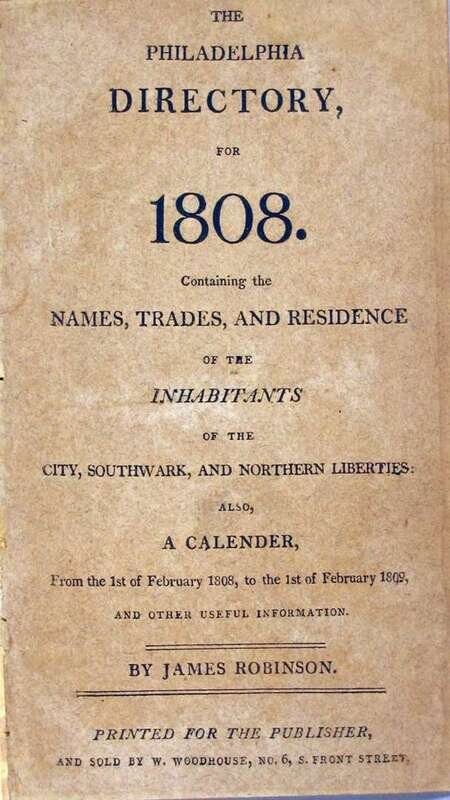 THE
PHILADELPHIA
DIRECTORY,
FOR
1808.
Containing the
NAMES, TRADES, AND RESIDENCE
OF THE
INHABITANTS
OF THE
CITY, SOUTHWARK, AND NORTHERN LIBERTIES:
ALSO,
A CALENDER,
From the 1st of February 1808, to the 1st of February 1809,
AND OTHER USEFUL INFORMATION.
BY JAMES ROBINSON.
PRINTED FOR THE PUBLISHER,
AND SOLD BY W. WOODHOUSE, NO. 6, S. FRONT STREET.